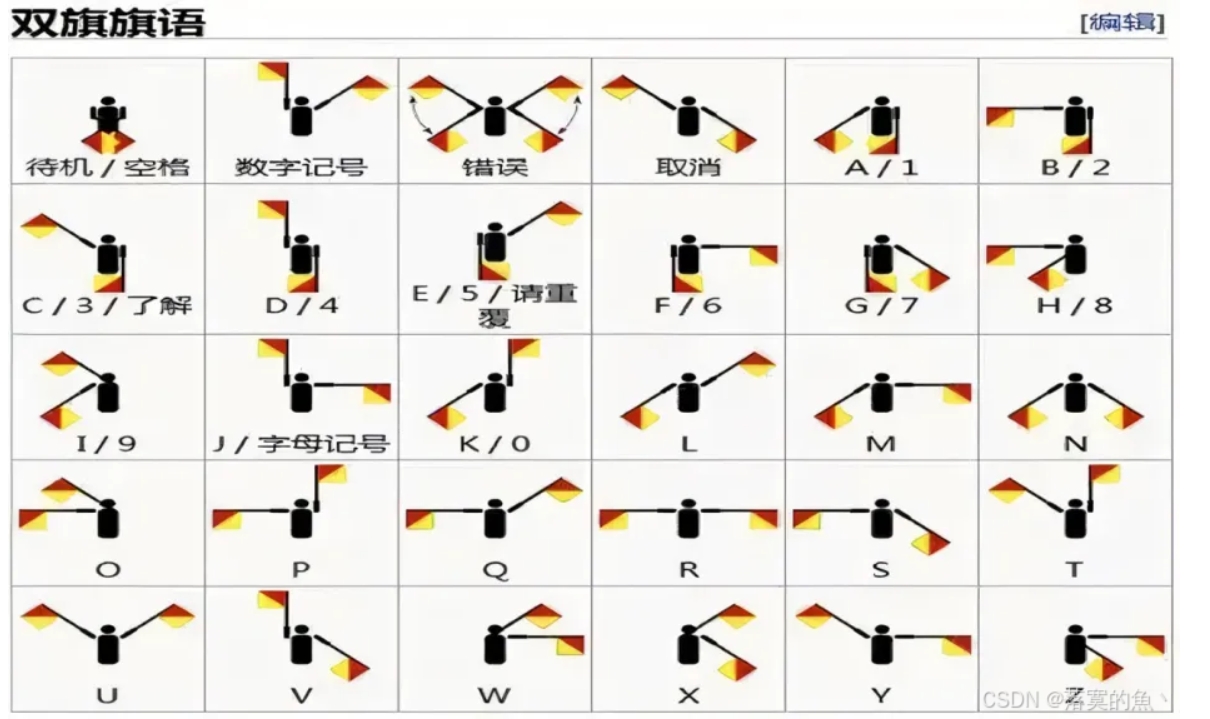 双旗旗语 [编辑]
待机 / 空格 数字记号 错误 取消 A / 1 B / 2
C / 3 / 了解 D / 4 E / 5 / 请重 F / 6 G / 7 H / 8
覆
I / 9 J / 字母记号 K / 0 L M N
O P Q R S T
U V W X Y Z
CSDN @落寞的魚丶